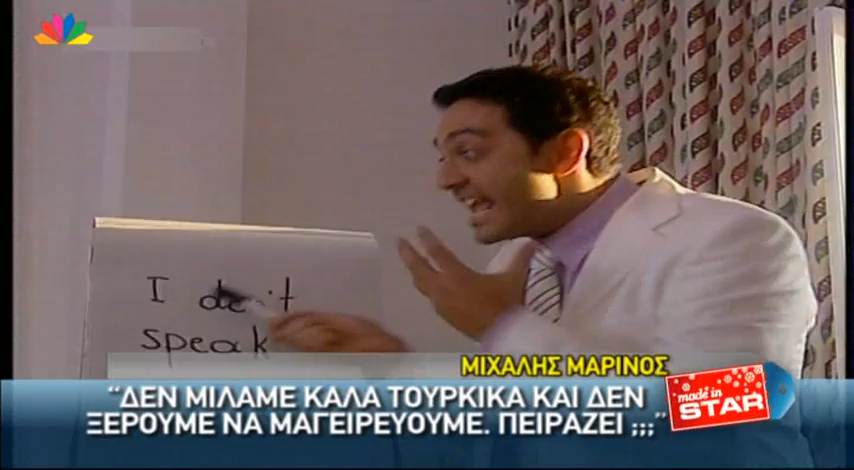 I don't
speak
ΜΙΧΑΛΗΣ ΜΑΡΙΝΟΣ
“ΔΕΝ ΜΙΛΑΜΕ ΚΑΛΑ ΤΟΥΡΚΙΚΑ ΚΑΙ ΔΕΝ
ΞΕΡΟΥΜΕ ΝΑ ΜΑΓΕΙΡΕΥΟΥΜΕ. ΠΕΙΡΑΖΕΙ ;;;”
made in
STAR